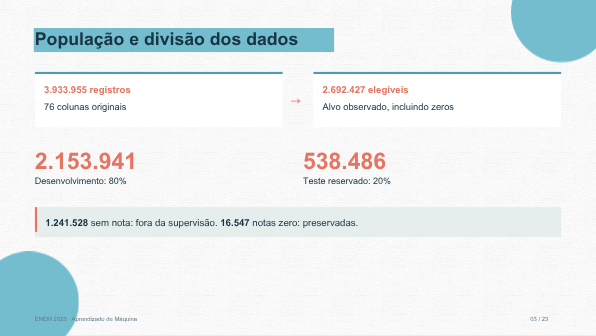 População e divisão dos dados
3.933.955 registros
76 colunas originais
→
2.692.427 elegíveis
Alvo observado, incluindo zeros
2.153.941
Desenvolvimento: 80%
538.486
Teste reservado: 20%
1.241.528 sem nota: fora da supervisão. 16.547 notas zero: preservadas.
ENEM 2023 · Aprendizado de Máquina
03 / 23